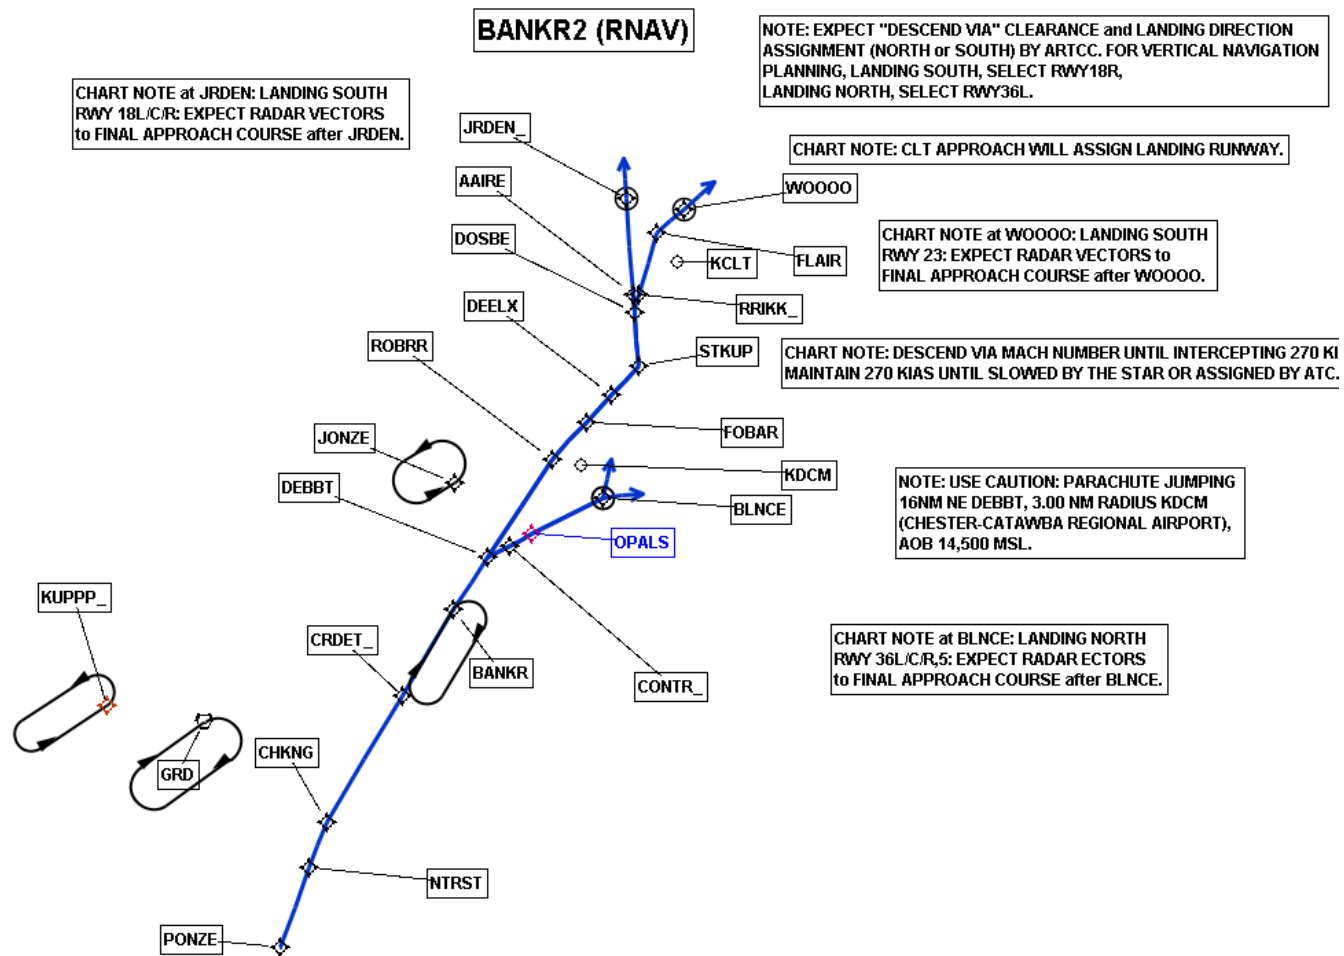 BANKR2 (RNAV)
NOTE: EXPECT "DESCEND VIA" CLEARANCE and LANDING DIRECTION
ASSIGNMENT (NORTH or SOUTH) BY ARTCC. FOR VERTICAL NAVIGATION
PLANNING, LANDING SOUTH, SELECT RWY18R,
LANDING NORTH, SELECT RWY36L.
CHART NOTE at JRDEN: LANDING SOUTH
RWY 18L/C/R: EXPECT RADAR VECTORS
to FINAL APPROACH COURSE after JRDEN.
JRDEN_
CHART NOTE: CLT APPROACH WILL ASSIGN LANDING RUNWAY.
AAIRE
WOOOO
DOSBE
CHART NOTE at WOOOO: LANDING SOUTH
RWY 23: EXPECT RADAR VECTORS to
FINAL APPROACH COURSE after WOOOO.
KCLT
FLAIR
DEELX
RRIKK_
ROBRR
STKUP
CHART NOTE: DESCEND VIA MACH NUMBER UNTIL INTERCEPTING 270 KI
MAINTAIN 270 KIAS UNTIL SLOWED BY THE STAR OR ASSIGNED BY ATC.
FOBAR
JONZE
KDCM
DEBBT
BLNCE
NOTE: USE CAUTION: PARACHUTE JUMPING
16NM NE DEBBT, 3.00 NM RADIUS KDCM
(CHESTER-CATAWBA REGIONAL AIRPORT),
AOB 14,500 MSL.
OPALS
KUPPP_
CRDET_
BANKR
CONTR_
CHART NOTE at BLNCE: LANDING NORTH
RWY 36L/C/R,5: EXPECT RADAR ECTORS
to FINAL APPROACH COURSE after BLNCE.
CHKNG
GRD
NTRST
PONZE